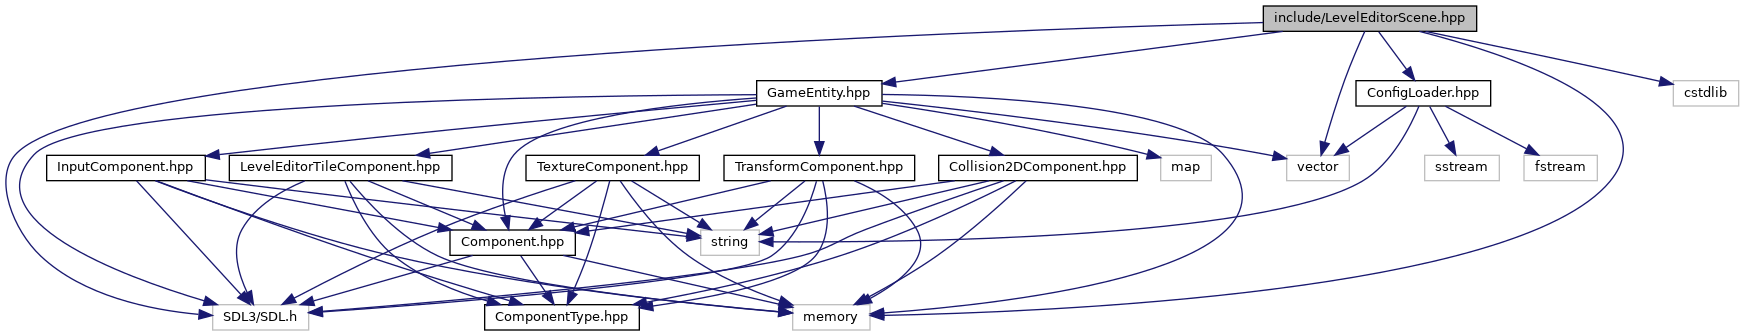 include/LevelEditorScene.hpp
GameEntity.hpp
ConfigLoader.hpp
cstdlib
InputComponent.hpp
LevelEditorTileComponent.hpp
TextureComponent.hpp
TransformComponent.hpp
Collision2DComponent.hpp
map
vector
sstream
fstream
Component.hpp
string
SDL3/SDL.h
ComponentType.hpp
memory